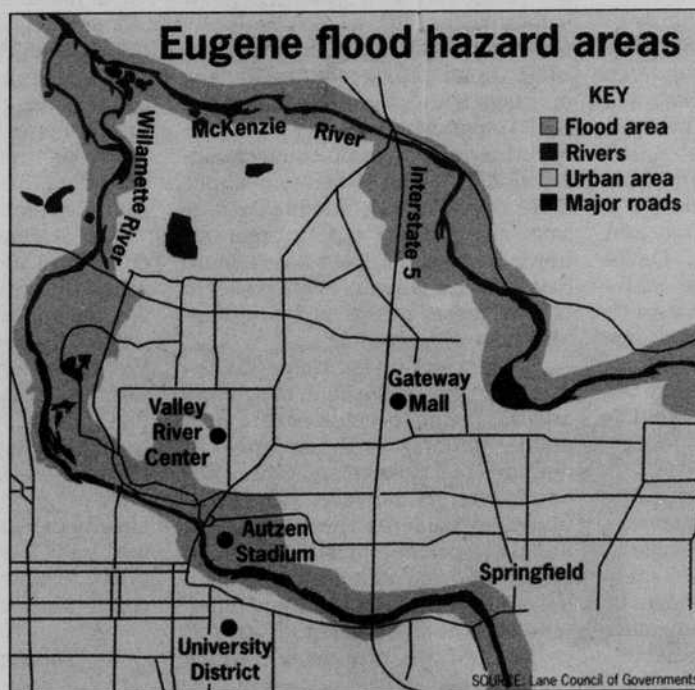 Eugene flood hazard areas
KEY
Flood area
Rivers
Urban area
Major roads
McKenzie River
Willamette River
Interstate 5
Gateway
Mall
Valley
River
Center
Autzen
Stadium
Springfield
University
District
SOURCE: Lane Council of Governments